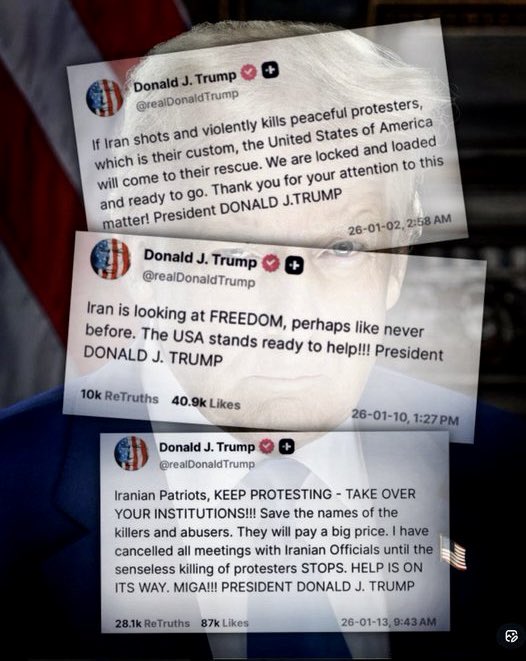 Donald J. Trump
@realDonaldTrump
If Iran shots and violently kills peaceful protesters,
which is their custom, the United States of America
will come to their rescue. We are locked and loaded
and ready to go. Thank you for your attention to this
matter! President DONALD J.TRUMP
26-01-02, 2:58 AM
Donald J. Trump
@realDonaldTrump
Iran is looking at FREEDOM, perhaps like never
before. The USA stands ready to help!!! President
DONALD J. TRUMP
10k ReTruths 40.9k Likes
26-01-10, 1:27 PM
Donald J. Trump
@realDonaldTrump
Iranian Patriots, KEEP PROTESTING - TAKE OVER
YOUR INSTITUTIONS!!! Save the names of the
killers and abusers. They will pay a big price. I have
cancelled all meetings with Iranian Officials until the
senseless killing of protesters STOPS. HELP IS ON
ITS WAY. MIGA!!! PRESIDENT DONALD J. TRUMP
28.1k ReTruths 87k Likes
26-01-13, 9:43 AM